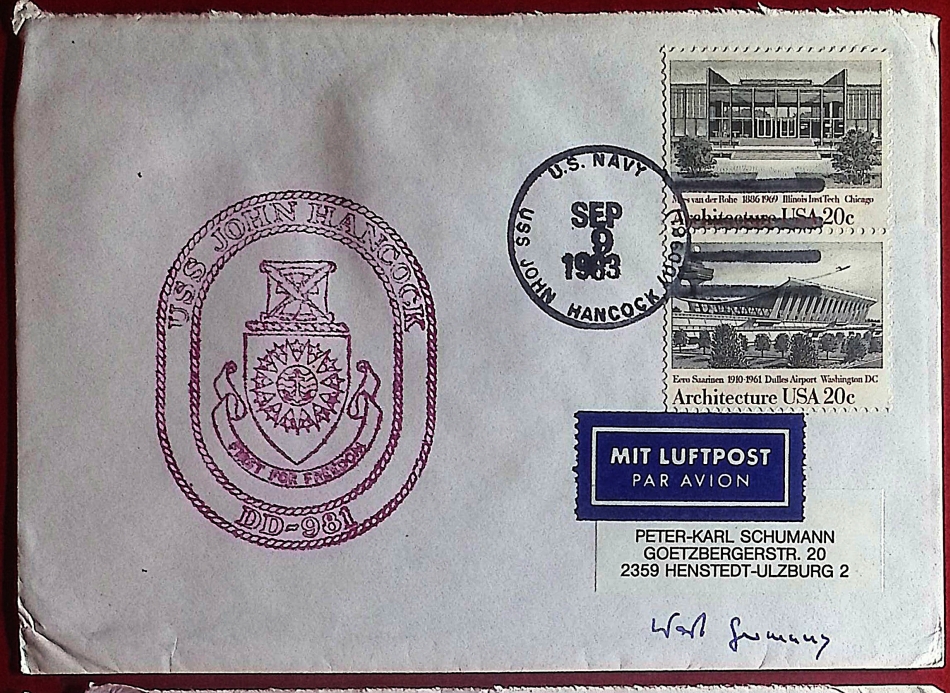 USS JOHN HANCOCK
FIRST FOR FREEDOM
DD-981
U.S. NAVY
SEP
9
1983
USS JOHN HANCOCK
van der Rohe 1886 1969 Illinois Inst Tech Chicago
Architecture USA 20c
Eero Saarinen 1910-1961 Dulles Airport Washington DC
Architecture USA 20c
MIT LUFTPOST
PAR AVION
PETER-KARL SCHUMANN
GOETZBERGERSTR. 20
2359 HENSTEDT-ULZBURG 2
West Germany